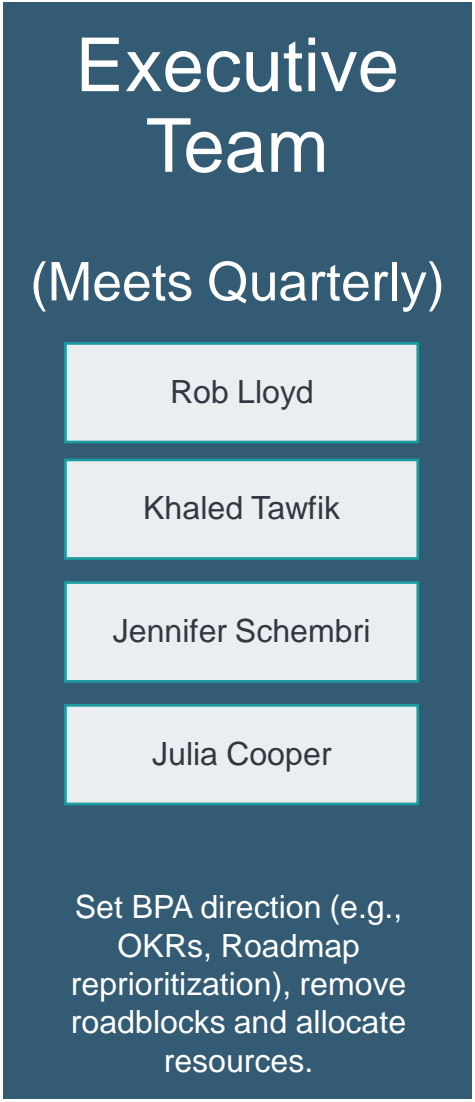 Executive
Team
(Meets Quarterly)
Rob Lloyd
Khaled Tawfik
Jennifer Schembri
Julia Cooper
Set BPA direction (e.g.,
OKRs, Roadmap
reprioritization), remove
roadblocks and allocate
resources.